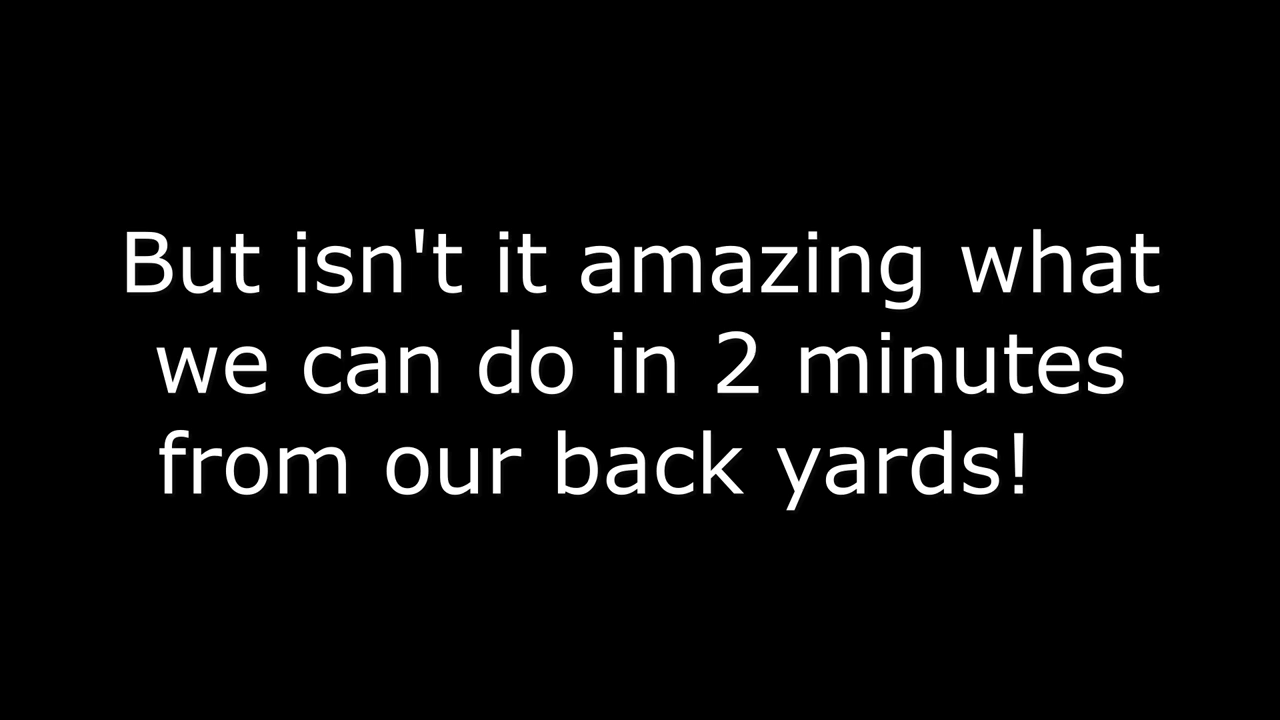 But isn't it amazing what
we can do in 2 minutes
from our back yards!